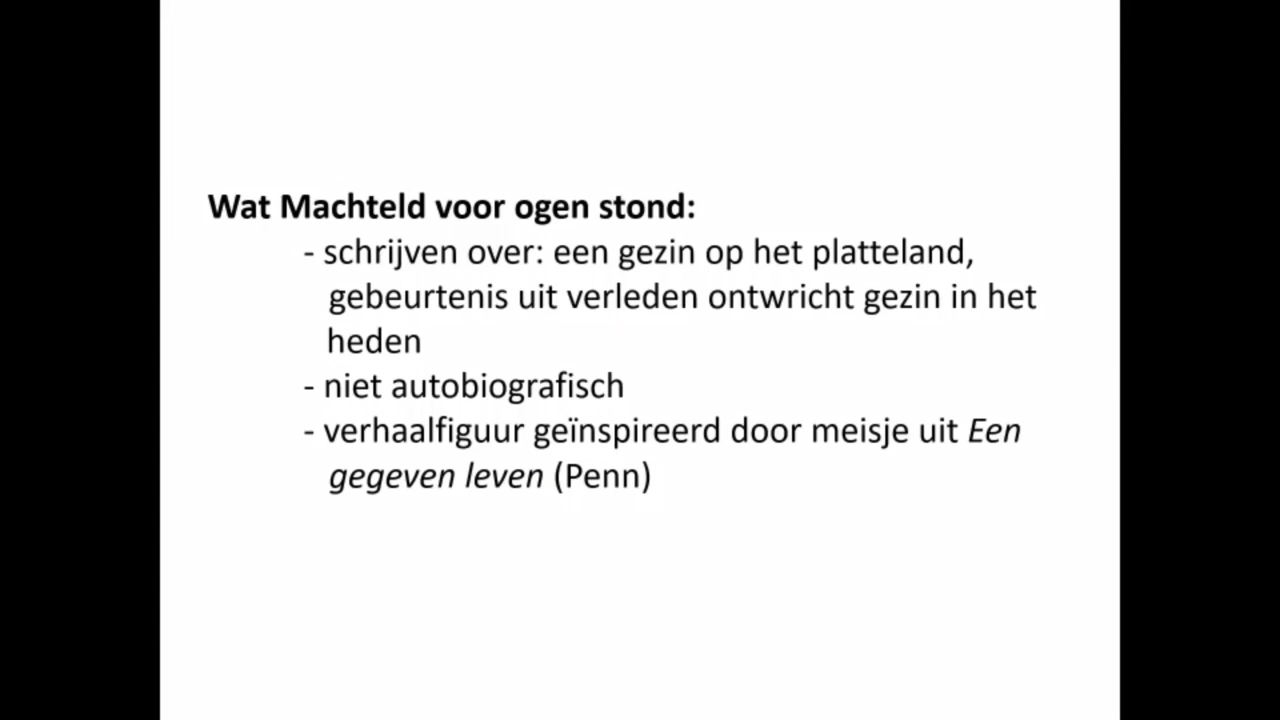 Wat Machteld voor ogen stond:
- schrijven over: een gezin op het platteland,
gebeurtenis uit verleden ontwricht gezin in het
heden
- niet autobiografisch
- verhaalfiguur geïnspireerd door meisje uit Een
gegeven leven (Penn)